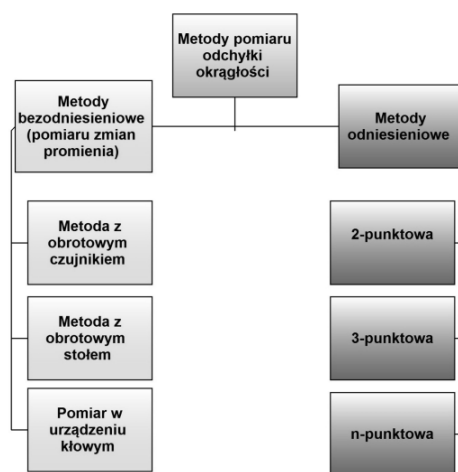 Metody pomiaru
odchyłki
okrągłości
Metody
bezodniesieniowe
(pomiaru zmian
promienia)
Metody
odniesieniowe
Metoda z
obrotowym
czujnikiem
2-punktowa
Metoda z
obrotowym
stołem
3-punktowa
Pomiar w
urządzeniu
kłowym
n-punktowa